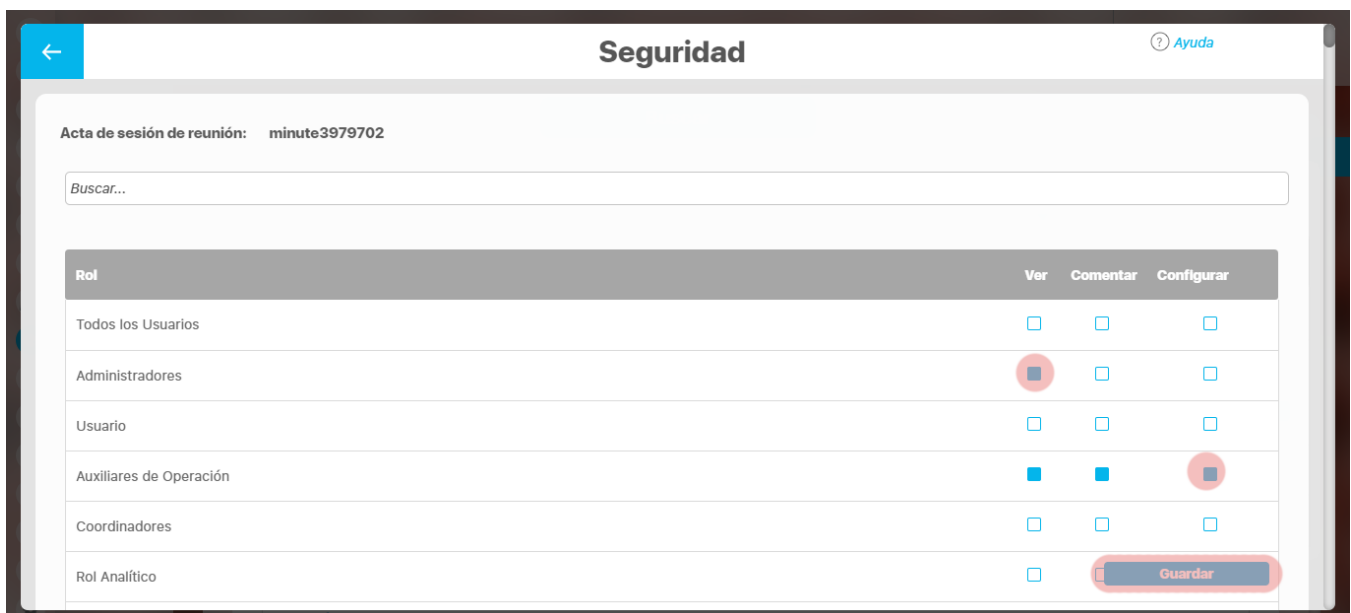 Seguridad
? Ayuda
Acta de sesión de reunión: minute3979702
Buscar...
Rol Ver Comentar Configurar
Todos los Usuarios
Administradores
Usuario
Auxiliares de Operación
Coordinadores
Rol Analítico
Guardar